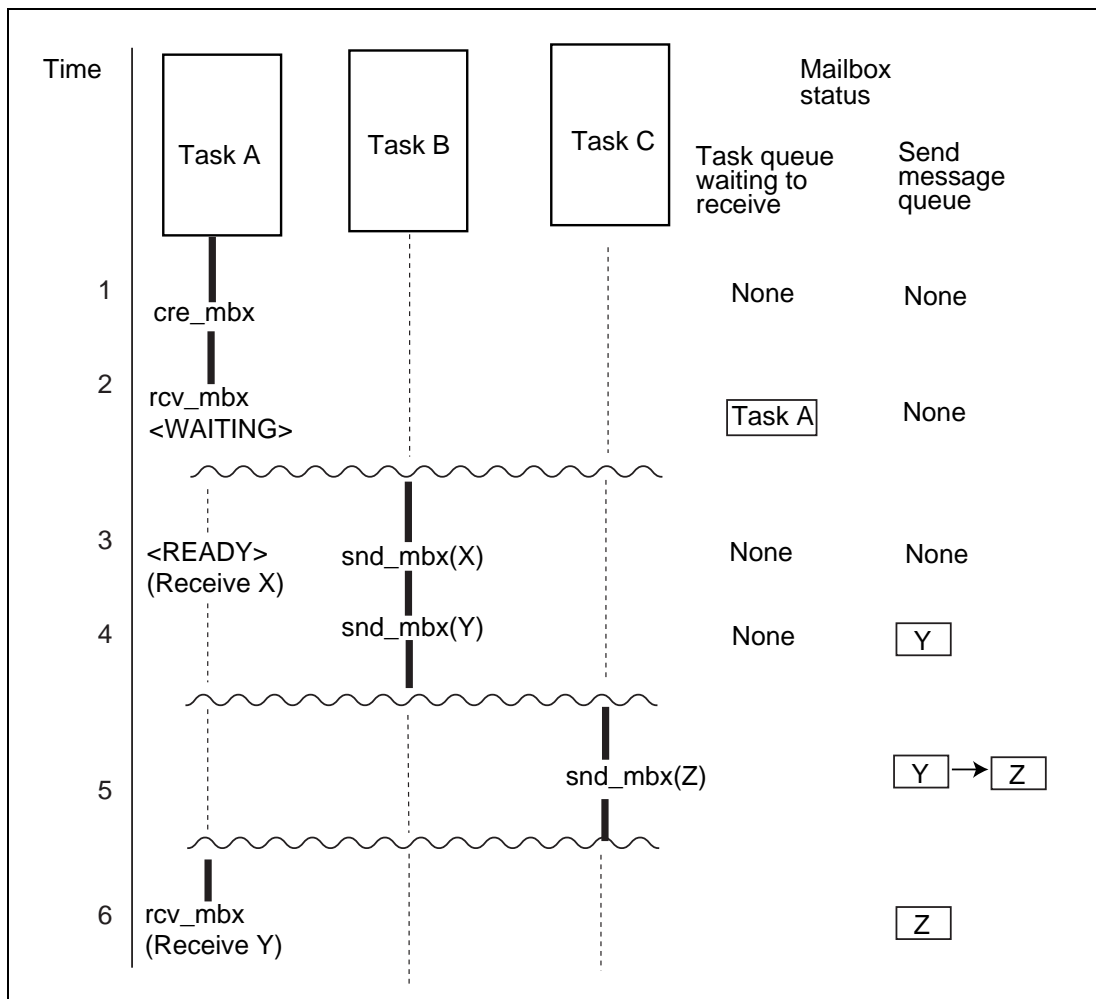 Time
Task A
Task B
Task C
Mailbox
status
Task queue
waiting to
receive
Send
message
queue
1
cre_mbx
None
None
2
rcv_mbx
<WAITING>
Task A
None
3
<READY>
(Receive X)
snd_mbx(X)
None
None
4
snd_mbx(Y)
None
Y
5
snd_mbx(Z)
Y
Z
6
rcv_mbx
(Receive Y)
Z